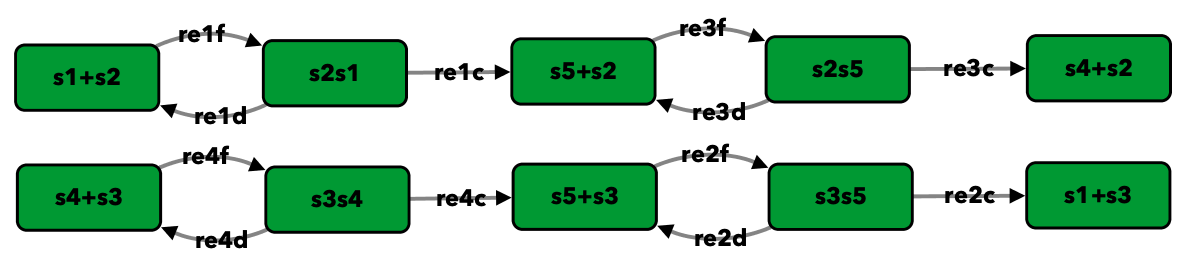 re1f re3f
s1+s2 s2s1 re1c s5+s2 s2s5 re3c s4+s2
re1d re3d
re4f re2f
s4+s3 s3s4 re4c s5+s3 s3s5 re2c s1+s3
re4d re2d